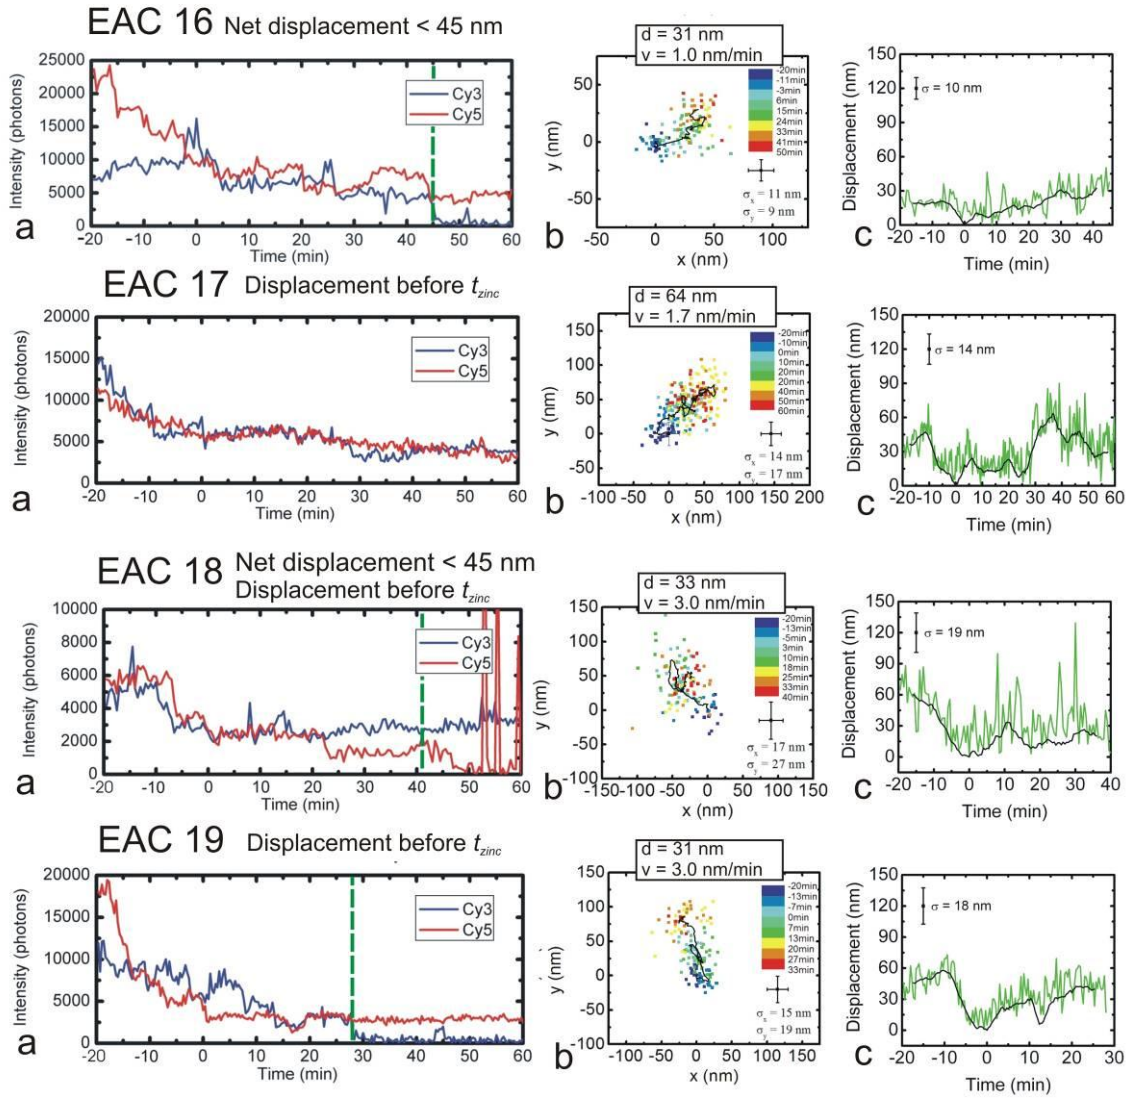 EAC 16 Net displacement < 45 nm
25000
20000
15000
10000
5000
0
Intensity (photons)
Cy3
Cy5
-20 -10 0 10 20 30 40 50 60
Time (min)
a
d = 31 nm
v = 1.0 nm/min
50
0
-50
y (nm)
-20min
-11min
-3min
6min
15min
24min
33min
41min
50min
σx = 11 nm
σy = 9 nm
-50 0 50 100
x (nm)
b
150
120
90
60
30
0
Displacement (nm)
σ = 10 nm
-20 -10 0 10 20 30 40
Time (min)
c
EAC 17 Displacement before tzinc
20000
15000
10000
5000
0
Intensity (photons)
Cy3
Cy5
-20 -10 0 10 20 30 40 50 60
Time (min)
a
d = 64 nm
v = 1.7 nm/min
150
100
50
0
-50
y (nm)
-20min
-10min
0min
10min
20min
20min
40min
50min
60min
σx = 14 nm
σy = 17 nm
-100 -50 0 50 100 150 200
x (nm)
b
150
120
90
60
30
0
Displacement (nm)
σ = 14 nm
-20 -10 0 10 20 30 40 50 60
Time (min)
c
EAC 18 Net displacement < 45 nm
Displacement before tzinc
10000
8000
6000
4000
2000
0
Intensity (photons)
Cy3
Cy5
-20 -10 0 10 20 30 40 50 60
Time (min)
a
d = 33 nm
v = 3.0 nm/min
150
100
50
0
-50
-100
y (nm)
-20min
-13min
-5min
3min
10min
18min
25min
33min
40min
σx = 17 nm
σy = 27 nm
-150 -100 -50 0 50 100 150
x (nm)
b
150
120
90
60
30
0
Displacement (nm)
σ = 19 nm
-20 -10 0 10 20 30 40
Time (min)
c
EAC 19 Displacement before tzinc
20000
15000
10000
5000
0
Intensity (photons)
Cy3
Cy5
-20 -10 0 10 20 30 40 50 60
Time (min)
a
d = 31 nm
v = 3.0 nm/min
150
100
50
0
-50
-100
y (nm)
-20min
-13min
-7min
0min
7min
13min
20min
27min
33min
σx = 15 nm
σy = 19 nm
-100 -50 0 50 100 150
x (nm)
b
150
120
90
60
30
0
Displacement (nm)
σ = 18 nm
-20 -10 0 10 20 30
Time (min)
c